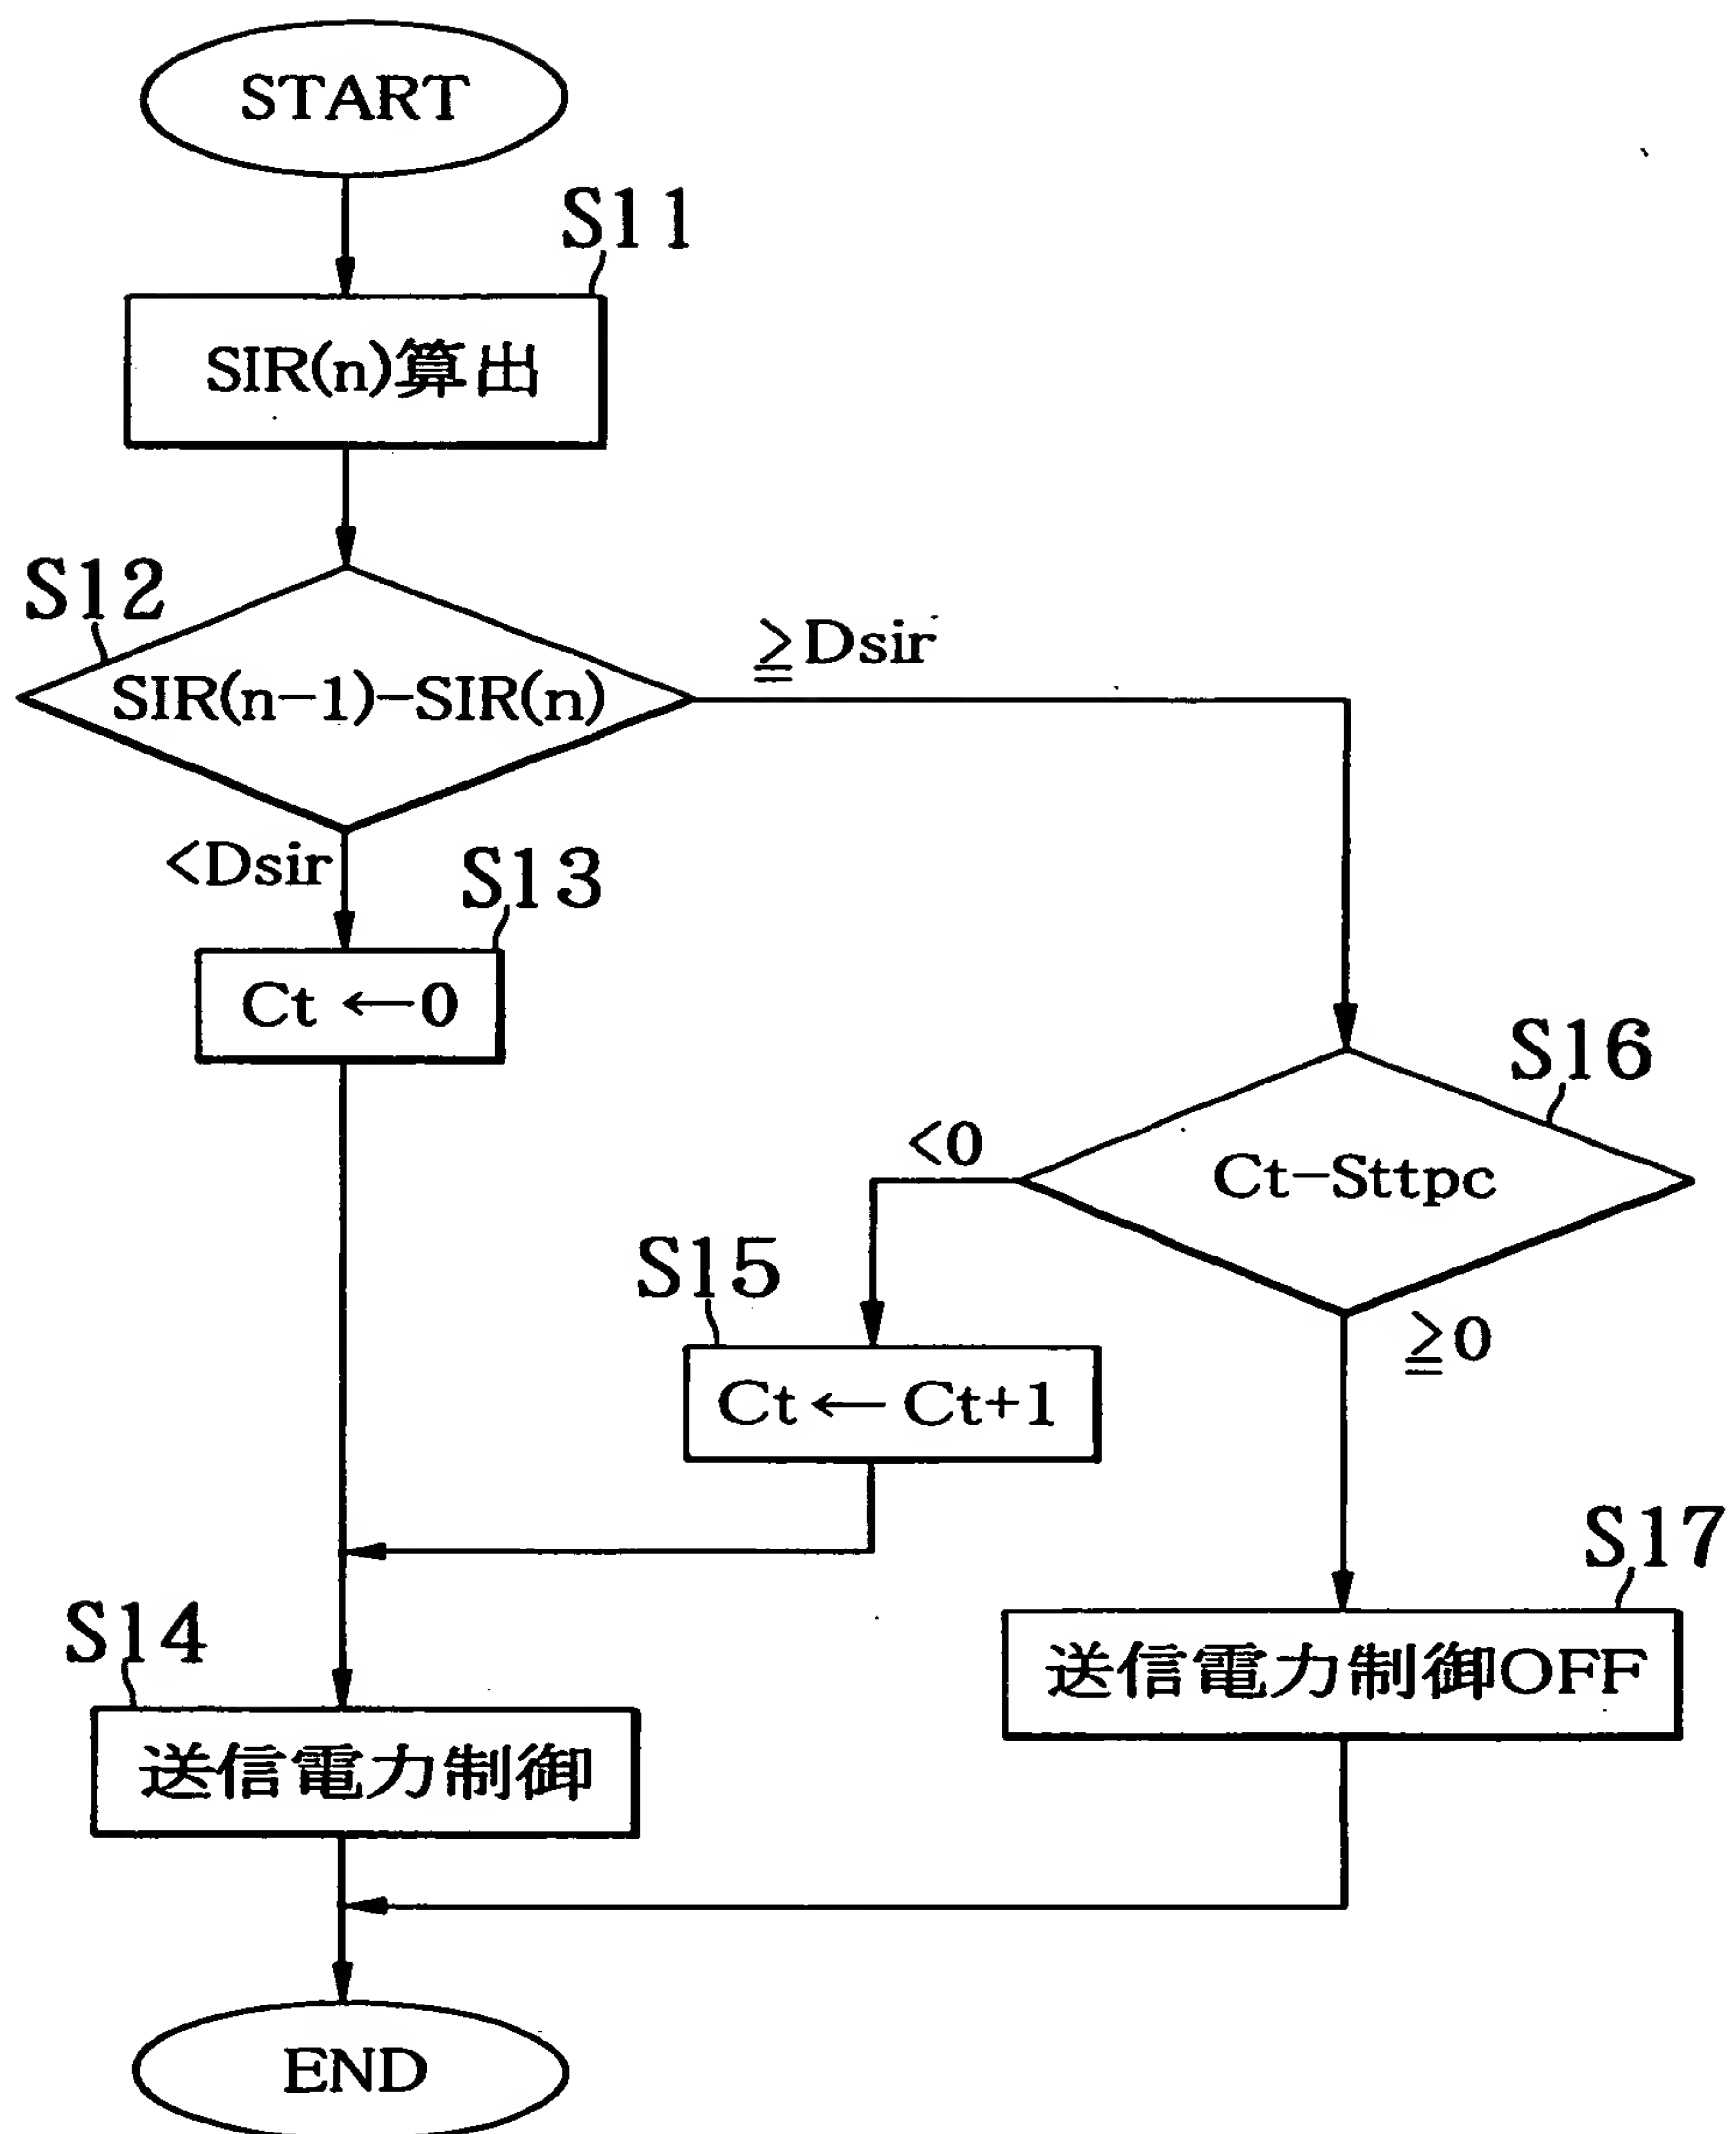 START
S11
SIR(n)算出
S12
SIR(n-1)-SIR(n)
≧Dsir
<Dsir
S13
Ct ←0
S16
Ct-Sttpc
<0
S15
Ct ← Ct+1
≧0
S17
送信電力制御OFF
S14
送信電力制御
END